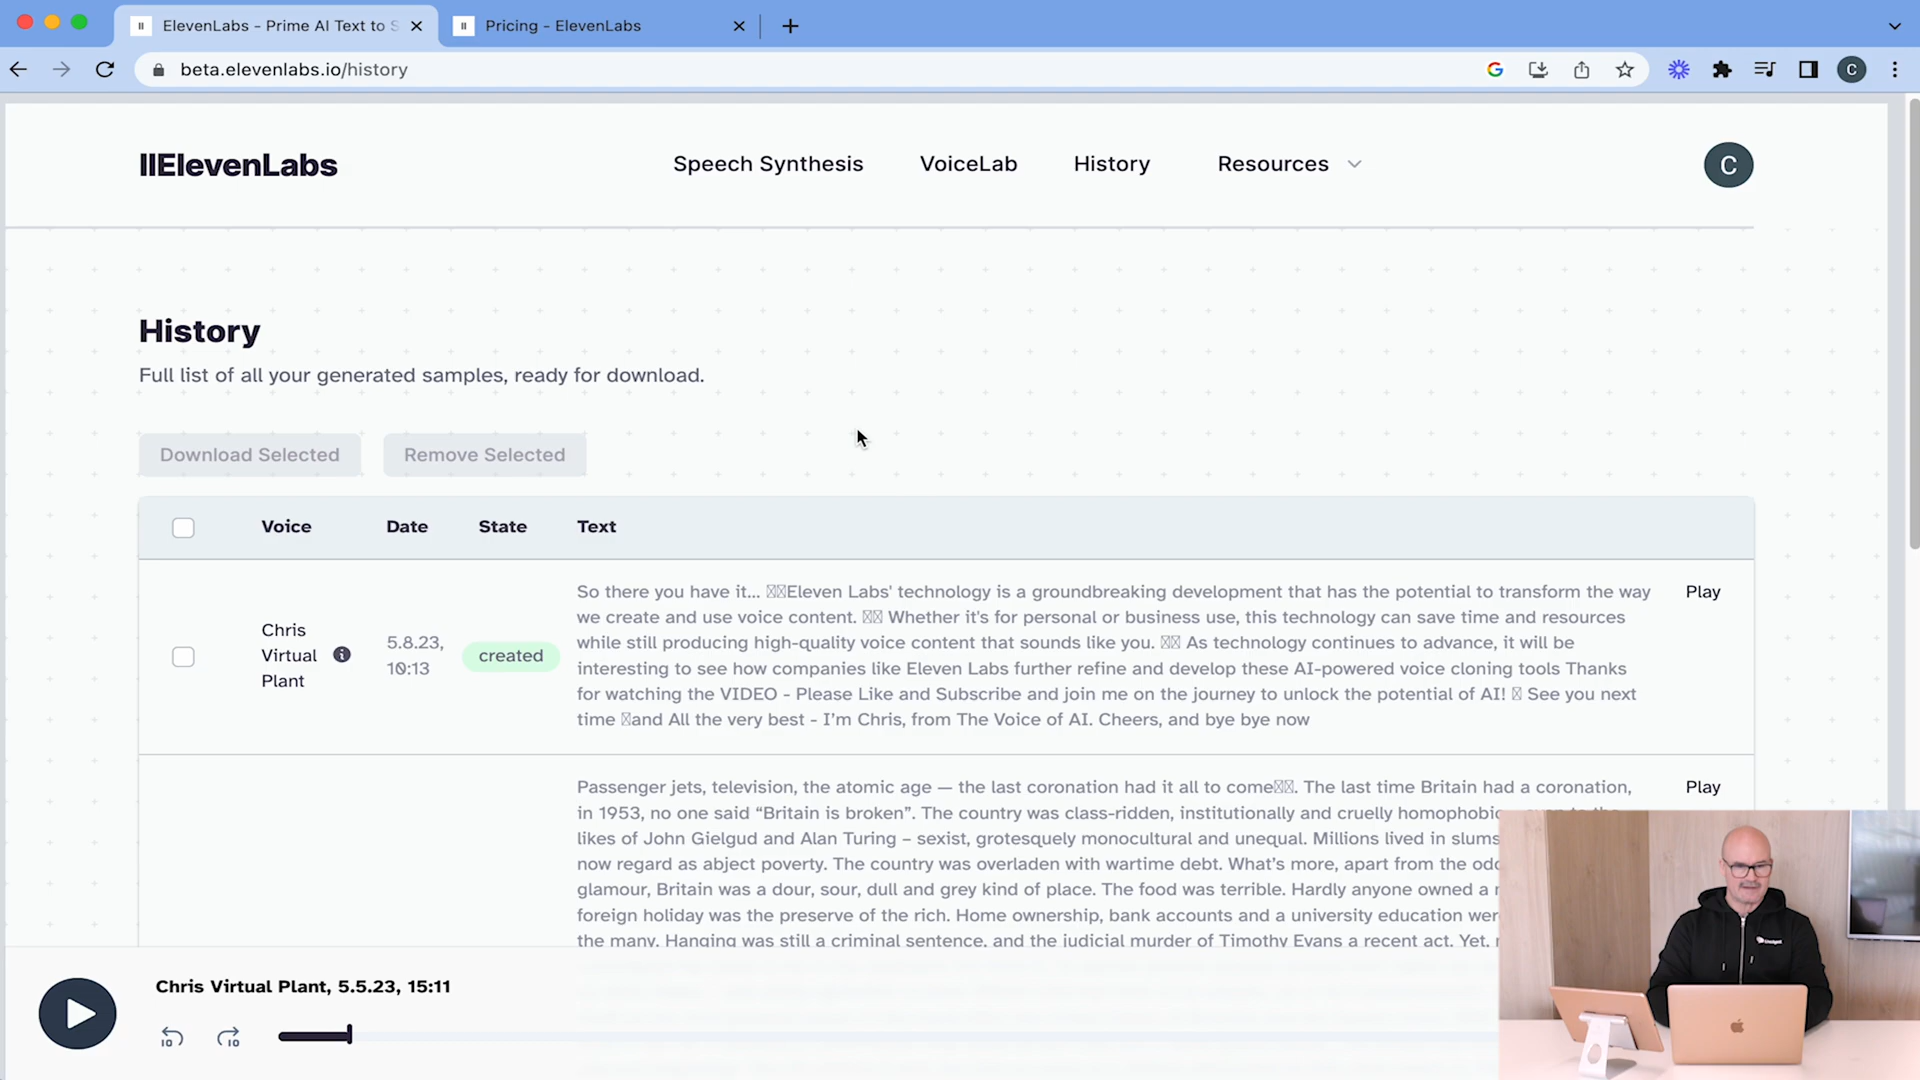 ElevenLabs - Prime AI Text to S
Pricing - ElevenLabs
beta.elevenlabs.io/history
C
IIElevenLabs
Speech Synthesis
VoiceLab
History
Resources
C
History
Full list of all your generated samples, ready for download.
Download Selected
Remove Selected
Voice
Date
State
Text
Chris
Virtual
Plant
5.8.23,
10:13
created
So there you have it... Eleven Labs' technology is a groundbreaking development that has the potential to transform the way
we create and use voice content. Whether it's for personal or business use, this technology can save time and resources
while still producing high-quality voice content that sounds like you. As technology continues to advance, it will be
interesting to see how companies like Eleven Labs further refine and develop these AI-powered voice cloning tools Thanks
for watching the VIDEO - Please Like and Subscribe and join me on the journey to unlock the potential of AI! See you next
time and All the very best - I'm Chris, from The Voice of AI. Cheers, and bye bye now
Play
Passenger jets, television, the atomic age — the last coronation had it all to come. The last time Britain had a coronation,
in 1953, no one said “Britain is broken”. The country was class-ridden, institutionally and cruelly homophobic
likes of John Gielgud and Alan Turing – sexist, grotesquely monocultural and unequal. Millions lived in slums
now regard as abject poverty. The country was overladen with wartime debt. What's more, apart from the odd
glamour, Britain was a dour, sour, dull and grey kind of place. The food was terrible. Hardly anyone owned a
foreign holiday was the preserve of the rich. Home ownership, bank accounts and a university education were
the many. Hanging was still a criminal sentence, and the judicial murder of Timothy Evans a recent act. Yet,
Play
Chris Virtual Plant, 5.5.23, 15:11
10
10